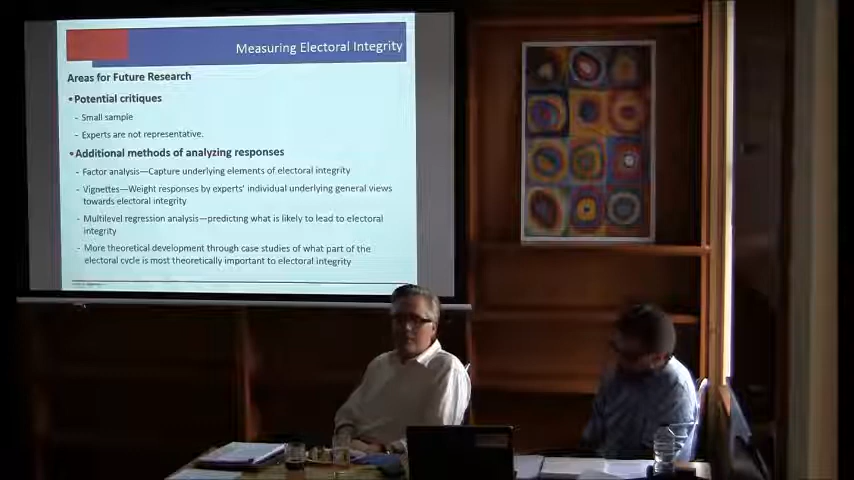 Measuring Electoral Integrity
Areas for Future Research
•Potential critiques
- Small sample
- Experts are not representative.
•Additional methods of analyzing responses
- Factor analysis—Capture underlying elements of electoral integrity
- Vignettes—Weight responses by experts' individual underlying general views
towards electoral integrity
- Multilevel regression analysis—predicting what is likely to lead to electoral
integrity
- More theoretical development through case studies of what part of the
electoral cycle is most theoretically important to electoral integrity